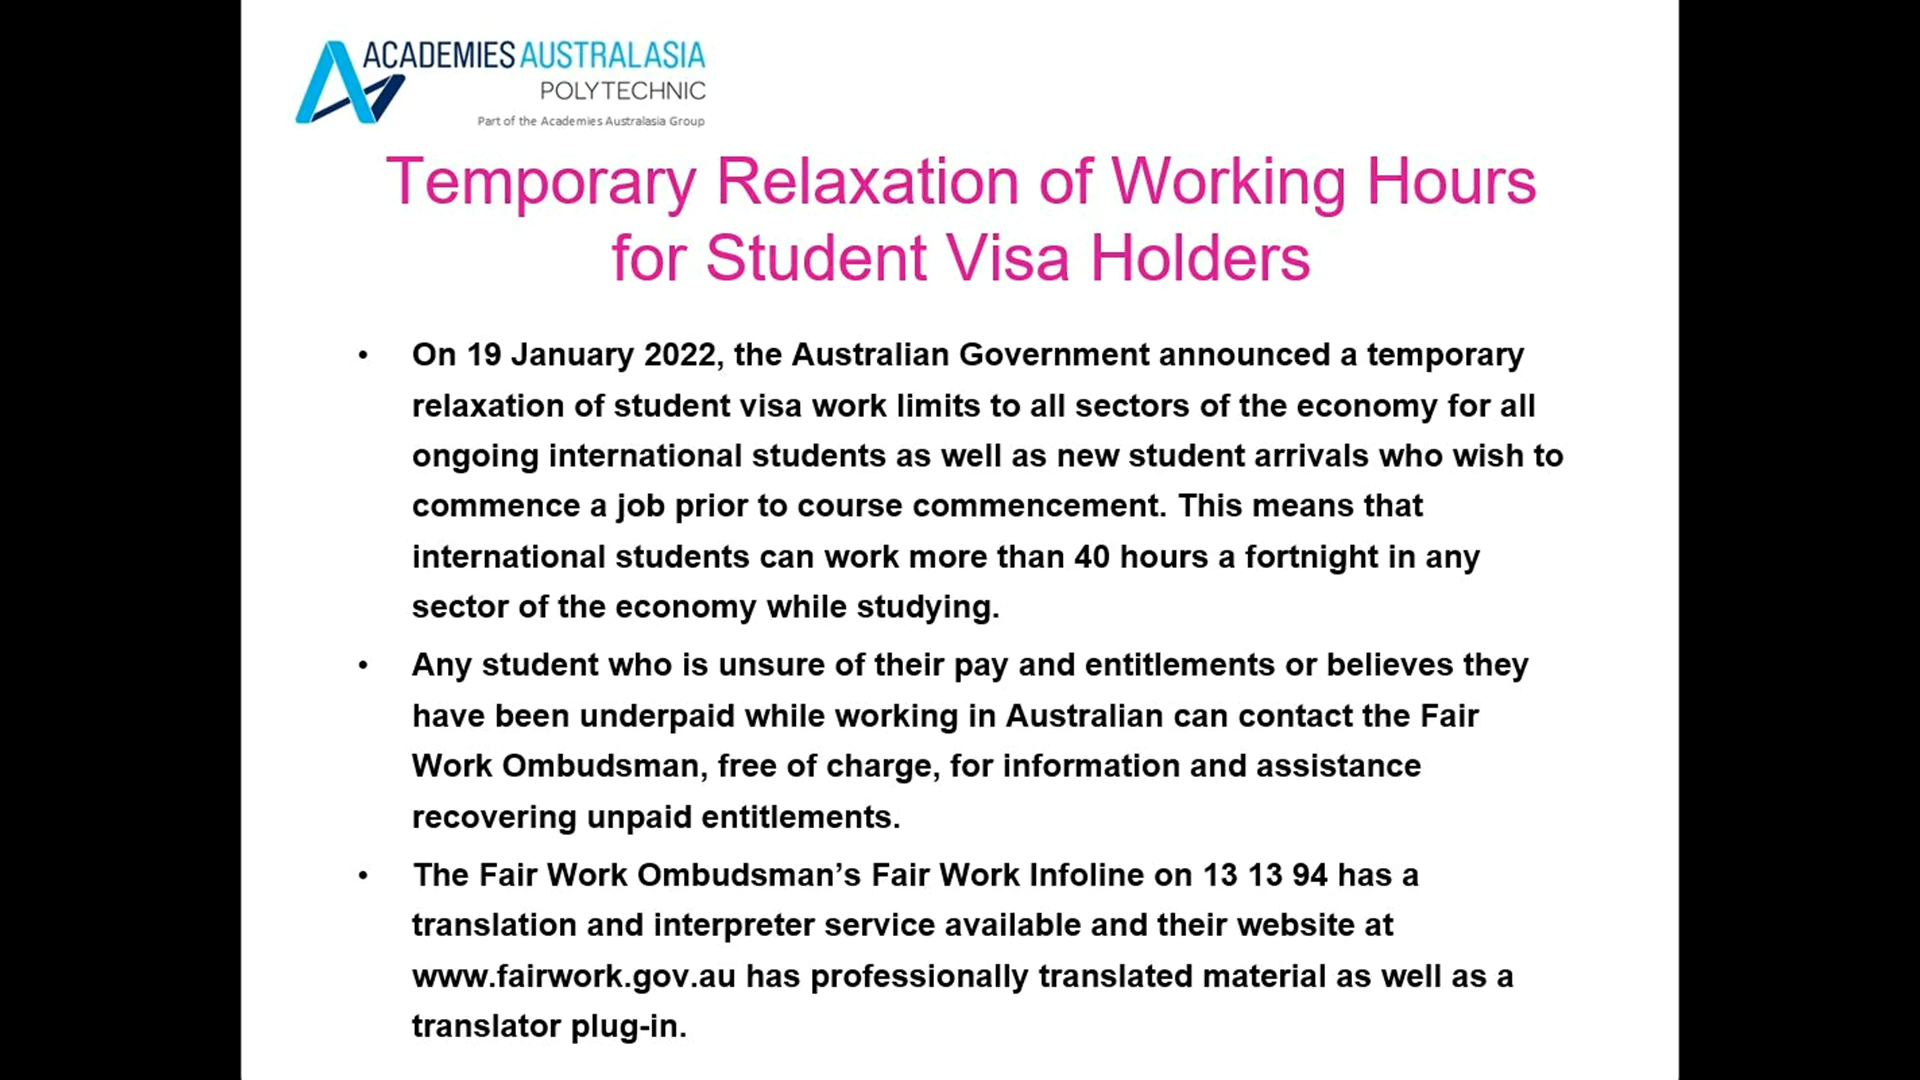 ACADEMIES AUSTRALASIA
POLYTECHNIC
Part of the Academies Australasia Group
Temporary Relaxation of Working Hours
for Student Visa Holders
• On 19 January 2022, the Australian Government announced a temporary
relaxation of student visa work limits to all sectors of the economy for all
ongoing international students as well as new student arrivals who wish to
commence a job prior to course commencement. This means that
international students can work more than 40 hours a fortnight in any
sector of the economy while studying.
• Any student who is unsure of their pay and entitlements or believes they
have been underpaid while working in Australian can contact the Fair
Work Ombudsman, free of charge, for information and assistance
recovering unpaid entitlements.
• The Fair Work Ombudsman’s Fair Work Infoline on 13 13 94 has a
translation and interpreter service available and their website at
www.fairwork.gov.au has professionally translated material as well as a
translator plug-in.